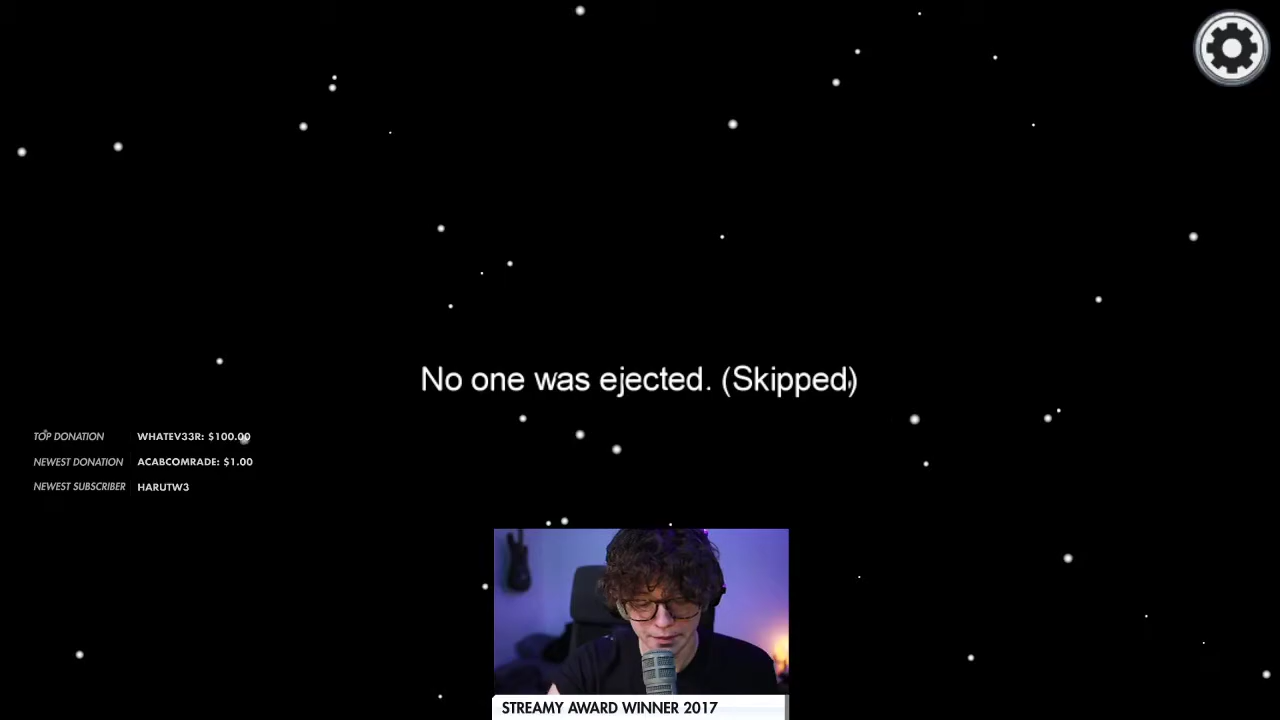 No one was ejected. (Skipped)
TOP DONATION WHATEV33R: $100.00
NEWEST DONATION ACABCOMRADE: $1.00
NEWEST SUBSCRIBER HARUTW3
STREAMY AWARD WINNER 2017